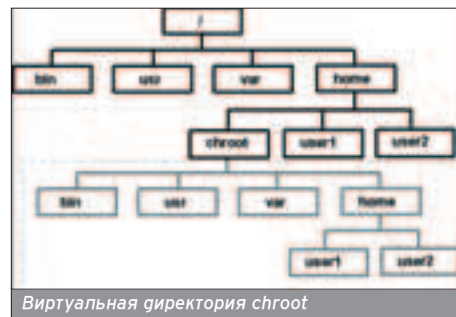 /
bin usr var home
chroot user1 user2
bin usr var home
user1 user2
Виртуальная директория chroot